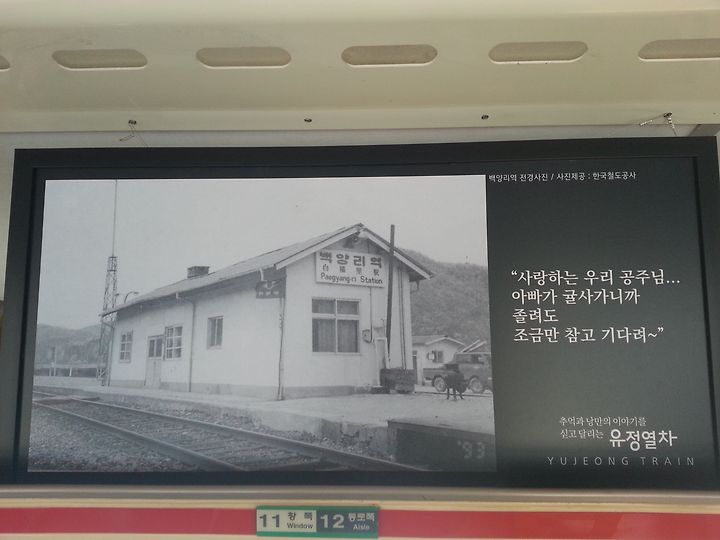 백양리역 전경사진 / 사진제공 : 한국철도공사
백양리역
白楊里驛
Paegyang-ri Station
“사랑하는 우리 공주님...
아빠가 귤사가니까
졸려도
조금만 참고 기다려~”
추억과 낭만의 이야기를
싣고 달리는 유정열차
YUJEONG TRAIN
'93
11 창 쪽 Window 12 통로쪽 Aisle